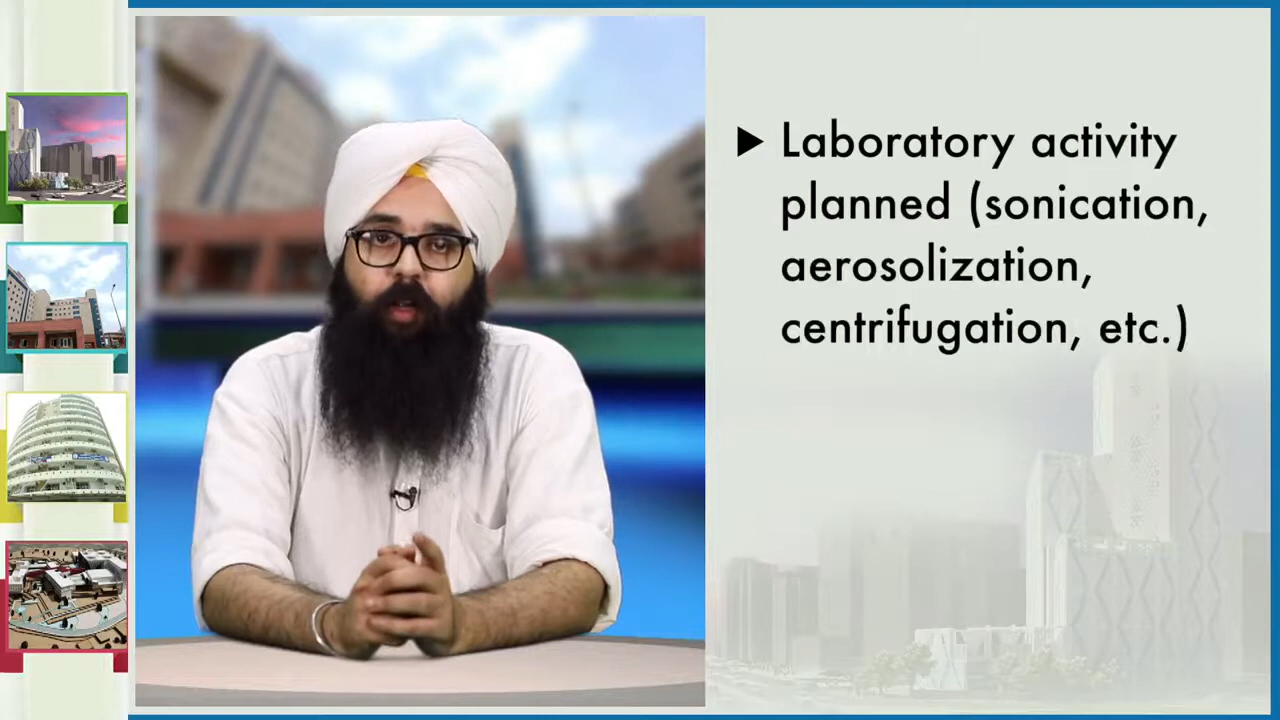 Laboratory activity
planned (sonication,
aerosolization,
centrifugation, etc.)